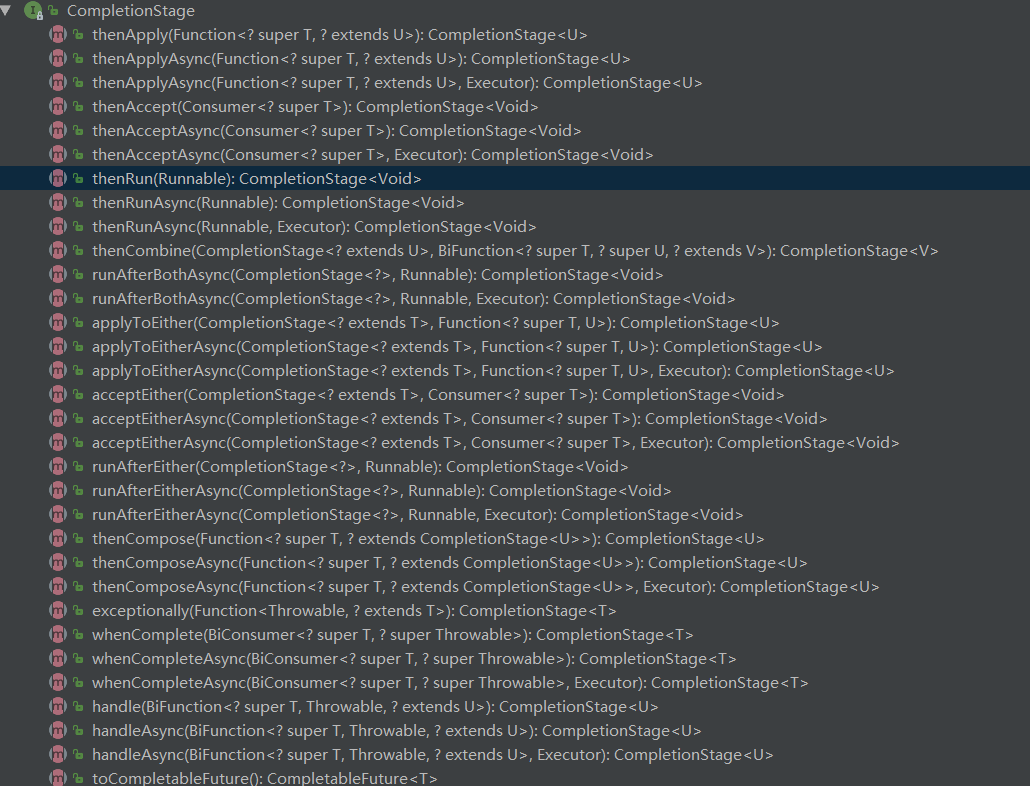 CompletionStage
thenApply(Function<? super T, ? extends U>): CompletionStage<U>
thenApplyAsync(Function<? super T, ? extends U>): CompletionStage<U>
thenApplyAsync(Function<? super T, ? extends U>, Executor): CompletionStage<U>
thenAccept(Consumer<? super T>): CompletionStage<Void>
thenAcceptAsync(Consumer<? super T>): CompletionStage<Void>
thenAcceptAsync(Consumer<? super T>, Executor): CompletionStage<Void>
thenRun(Runnable): CompletionStage<Void>
thenRunAsync(Runnable): CompletionStage<Void>
thenRunAsync(Runnable, Executor): CompletionStage<Void>
thenCombine(CompletionStage<? extends U>, BiFunction<? super T, ? super U, ? extends V>): CompletionStage<V>
runAfterBothAsync(CompletionStage<?>, Runnable): CompletionStage<Void>
runAfterBothAsync(CompletionStage<?>, Runnable, Executor): CompletionStage<Void>
applyToEither(CompletionStage<? extends T>, Function<? super T, U>): CompletionStage<U>
applyToEitherAsync(CompletionStage<? extends T>, Function<? super T, U>): CompletionStage<U>
applyToEitherAsync(CompletionStage<? extends T>, Function<? super T, U>, Executor): CompletionStage<U>
acceptEither(CompletionStage<? extends T>, Consumer<? super T>): CompletionStage<Void>
acceptEitherAsync(CompletionStage<? extends T>, Consumer<? super T>): CompletionStage<Void>
acceptEitherAsync(CompletionStage<? extends T>, Consumer<? super T>, Executor): CompletionStage<Void>
runAfterEither(CompletionStage<?>, Runnable): CompletionStage<Void>
runAfterEitherAsync(CompletionStage<?>, Runnable): CompletionStage<Void>
runAfterEitherAsync(CompletionStage<?>, Runnable, Executor): CompletionStage<Void>
thenCompose(Function<? super T, ? extends CompletionStage<U>>): CompletionStage<U>
thenComposeAsync(Function<? super T, ? extends CompletionStage<U>>): CompletionStage<U>
thenComposeAsync(Function<? super T, ? extends CompletionStage<U>>, Executor): CompletionStage<U>
exceptionally(Function<Throwable, ? extends T>): CompletionStage<T>
whenComplete(BiConsumer<? super T, ? super Throwable>): CompletionStage<T>
whenCompleteAsync(BiConsumer<? super T, ? super Throwable>): CompletionStage<T>
whenCompleteAsync(BiConsumer<? super T, ? super Throwable>, Executor): CompletionStage<T>
handle(BiFunction<? super T, Throwable, ? extends U>): CompletionStage<U>
handleAsync(BiFunction<? super T, Throwable, ? extends U>): CompletionStage<U>
handleAsync(BiFunction<? super T, Throwable, ? extends U>, Executor): CompletionStage<U>
toCompletableFuture(): CompletableFuture<T>